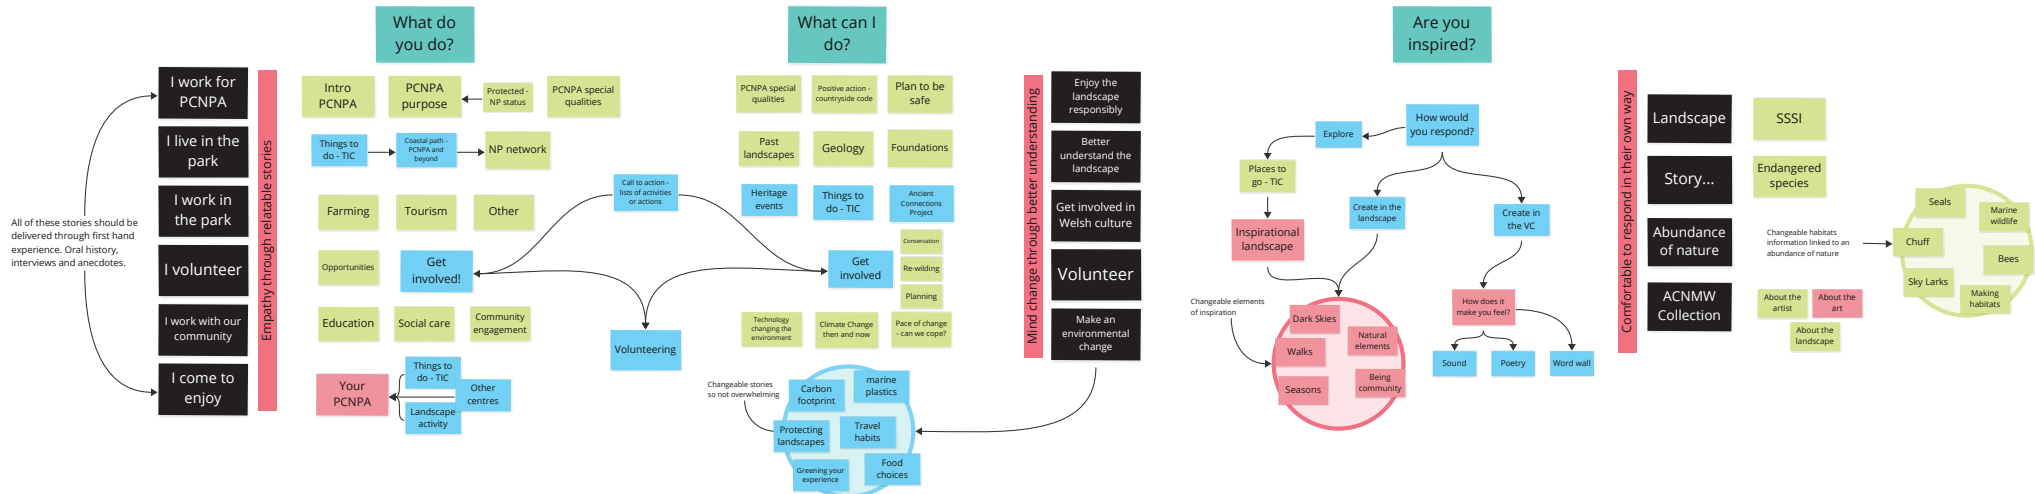 What do
you do?
What can I
do?
Are you
inspired?
All of these stories should be
delivered through first hand
experience. Oral history,
interviews and anecdotes.
I work for
PCNPA
I live in the
park
I work in
the park
I volunteer
I work with our
community
I come to
enjoy
Empathy through relatable stories
Intro
PCNPA
PCNPA
purpose
Protected -
NP status
PCNPA special
qualities
Things to
do - TIC
Coastal path -
PCNPA and
beyond
NP network
Farming
Tourism
Other
Opportunities
Get
involved!
Education
Social care
Community
engagement
Your
PCNPA
Things to
do - TIC
Other
centres
Landscape
activity
Call to action -
lists of activities
or actions
Volunteering
PCNPA special
qualities
Positive action -
countryside code
Plan to be
safe
Past
landscapes
Geology
Foundations
Heritage
events
Things to
do - TIC
Ancient
Connections
Project
Get
involved
Conservation
Re-wilding
Planning
Technology
changing the
environment
Climate Change
then and now
Pace of change
- can we cope?
Changeable stories
so not overwhelming
Carbon
footprint
marine
plastics
Protecting
landscapes
Travel
habits
Greening your
experience
Food
choices
Mind change through better understanding
Enjoy the
landscape
responsibly
Better
understand the
landscape
Get involved in
Welsh culture
Volunteer
Make an
environmental
change
How would
you respond?
Explore
Places to
go - TIC
Inspirational
landscape
Create in the
landscape
Create in
the VC
How does it
make you feel?
Sound
Poetry
Word wall
Changeable elements
of inspiration
Dark Skies
Natural
elements
Walks
Seasons
Being
community
Comfortable to respond in their own way
Landscape
Story...
Abundance
of nature
ACNMW
Collection
SSSI
Endangered
species
About the
artist
About the
art
About the
landscape
Changeable habitats
information linked to an
abundance of nature
Seals
Marine
wildlife
Chuff
Bees
Sky Larks
Making
habitats